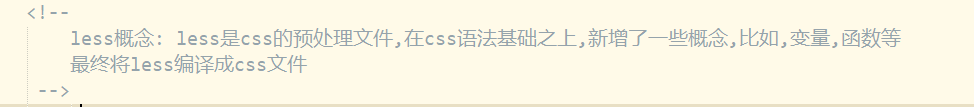 <!--
less概念: less是css的预处理文件,在css语法基础之上,新增了一些概念,比如,变量,函数等
最终将less编译成css文件
-->